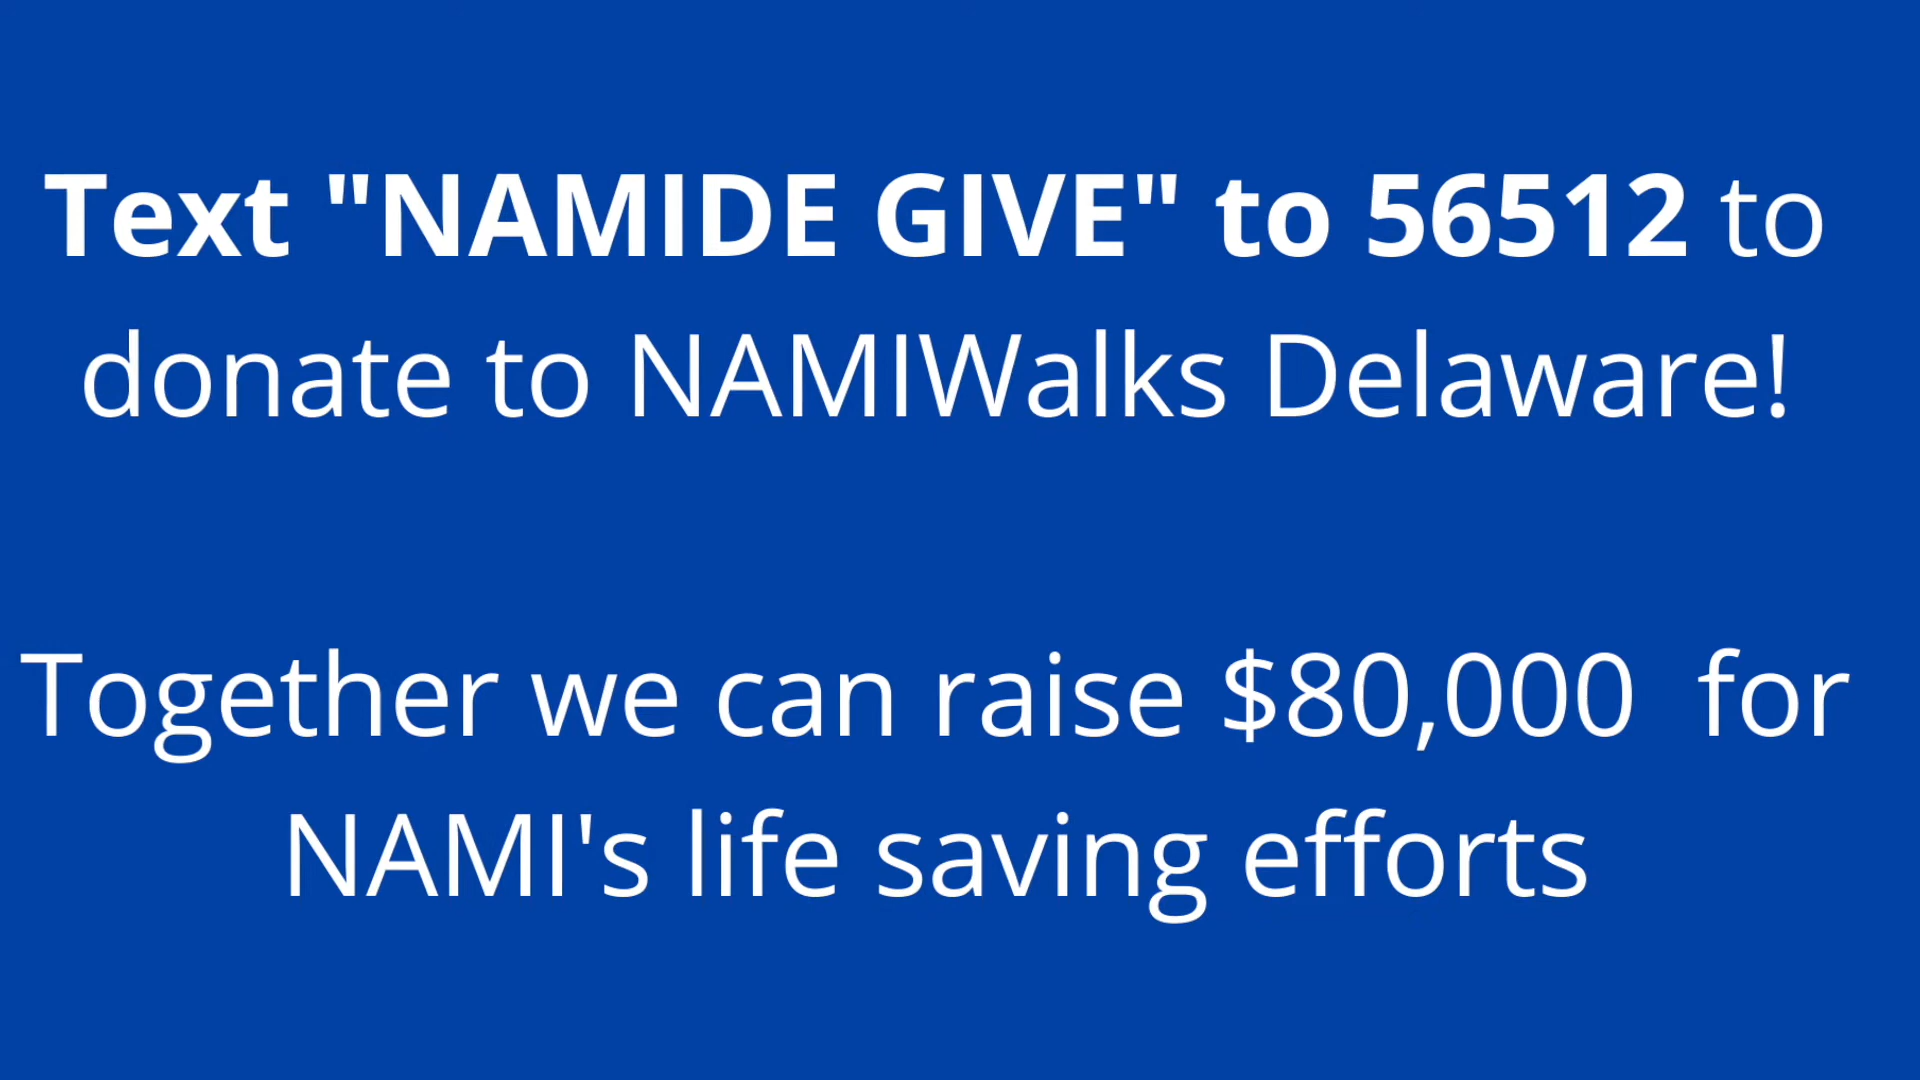 Text "NAMIDE GIVE" to 56512 to
donate to NAMIWalks Delaware!
Together we can raise $80,000  for
NAMI's life saving efforts